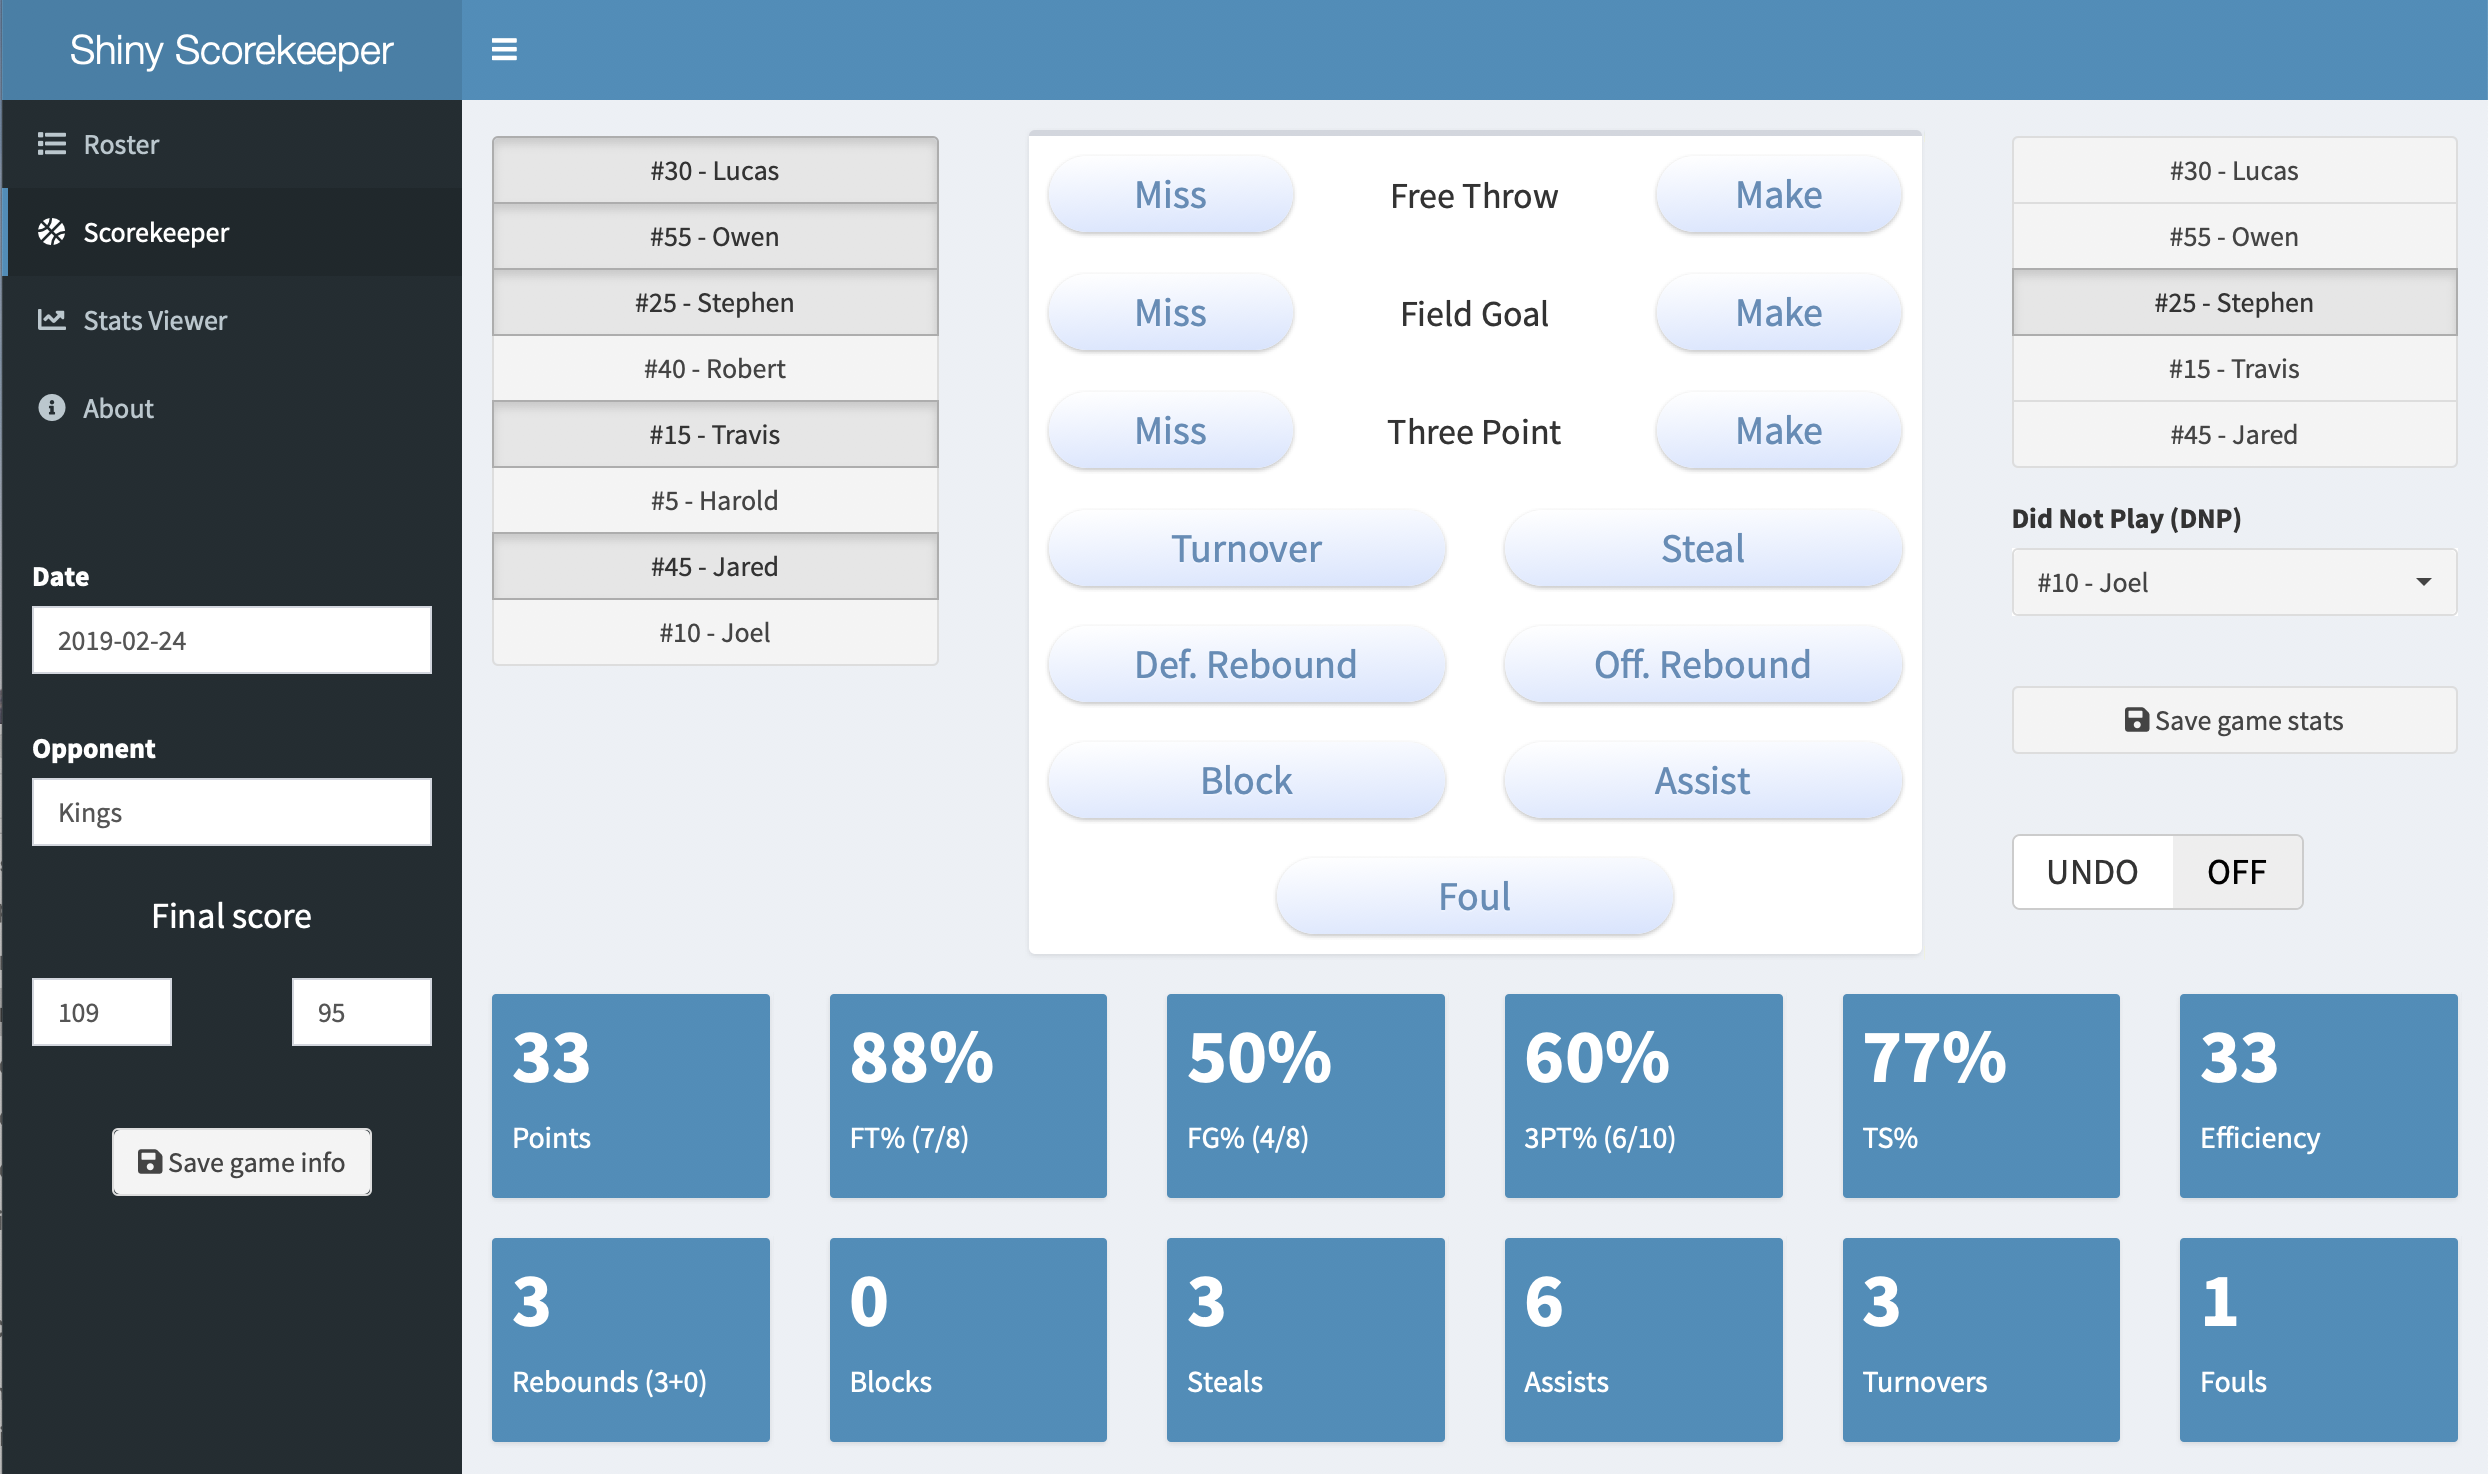 Shiny Scorekeeper
Roster
Scorekeeper
Stats Viewer
About
Date
2019-02-24
Opponent
Kings
Final score
109
95
Save game info
#30 - Lucas
#55 - Owen
#25 - Stephen
#40 - Robert
#15 - Travis
#5 - Harold
#45 - Jared
#10 - Joel
Miss Free Throw Make
Miss Field Goal Make
Miss Three Point Make
Turnover Steal
Def. Rebound Off. Rebound
Block Assist
Foul
#30 - Lucas
#55 - Owen
#25 - Stephen
#15 - Travis
#45 - Jared
Did Not Play (DNP)
#10 - Joel
Save game stats
UNDO OFF
33
Points
88%
FT% (7/8)
50%
FG% (4/8)
60%
3PT% (6/10)
77%
TS%
33
Efficiency
3
Rebounds (3+0)
0
Blocks
3
Steals
6
Assists
3
Turnovers
1
Fouls